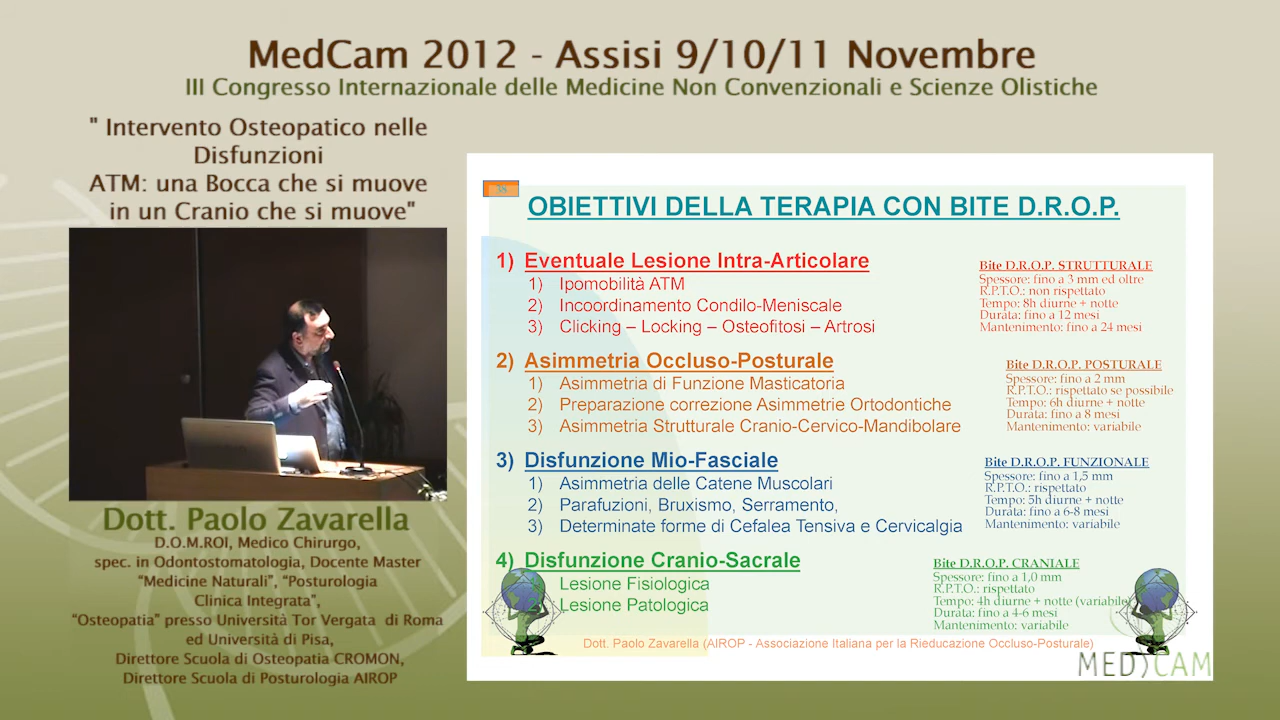 MedCam 2012 - Assisi 9/10/11 Novembre
III Congresso Internazionale delle Medicine Non Convenzionali e Scienze Olistiche
" Intervento Osteopatico nelle
Disfunzioni
ATM: una Bocca che si muove
in un Cranio che si muove"
Dott. Paolo Zavarella
D.O.M.ROI, Medico Chirurgo,
spec. in Odontostomatologia, Docente Master
“Medicine Naturali”, “Posturologia
Clinica Integrata”,
“Osteopatia” presso Università Tor Vergata di Roma
ed Università di Pisa,
Direttore Scuola di Osteopatia CROMON,
Direttore Scuola di Posturologia AIROP
OBIETTIVI DELLA TERAPIA CON BITE D.R.O.P.
1) Eventuale Lesione Intra-Articolare
1) Ipomobilità ATM
2) Incoordinamento Condilo-Meniscale
3) Clicking – Locking – Osteofitosi – Artrosi
Bite D.R.O.P. STRUTTURALE
Spessore: fino a 3 mm ed oltre
R.P.T.O.: non rispettato
Tempo: 8h diurne + notte
Durata: fino a 12 mesi
Mantenimento: fino a 24 mesi
2) Asimmetria Occluso-Posturale
1) Asimmetria di Funzione Masticatoria
2) Preparazione correzione Asimmetrie Ortodontiche
3) Asimmetria Strutturale Cranio-Cervico-Mandibolare
Bite D.R.O.P. POSTURALE
Spessore: fino a 2 mm
R.P.T.O.: rispettato se possibile
Tempo: 6h diurne + notte
Durata: fino a 8 mesi
Mantenimento: variabile
3) Disfunzione Mio-Fasciale
1) Asimmetria delle Catene Muscolari
2) Parafuzioni, Bruxismo, Serramento,
3) Determinate forme di Cefalea Tensiva e Cervicalgia
Bite D.R.O.P. FUNZIONALE
Spessore: fino a 1,5 mm
R.P.T.O.: rispettato
Tempo: 5h diurne + notte
Durata: fino a 6-8 mesi
Mantenimento: variabile
4) Disfunzione Cranio-Sacrale
Lesione Fisiologica
Lesione Patologica
Bite D.R.O.P. CRANIALE
Spessore: fino a 1,0 mm
R.P.T.O.: rispettato
Tempo: 4h diurne + notte (variabile)
Durata: fino a 4-6 mesi
Mantenimento: variabile
Dott. Paolo Zavarella (AIROP - Associazione Italiana per la Rieducazione Occluso-Posturale)
MEDCAM